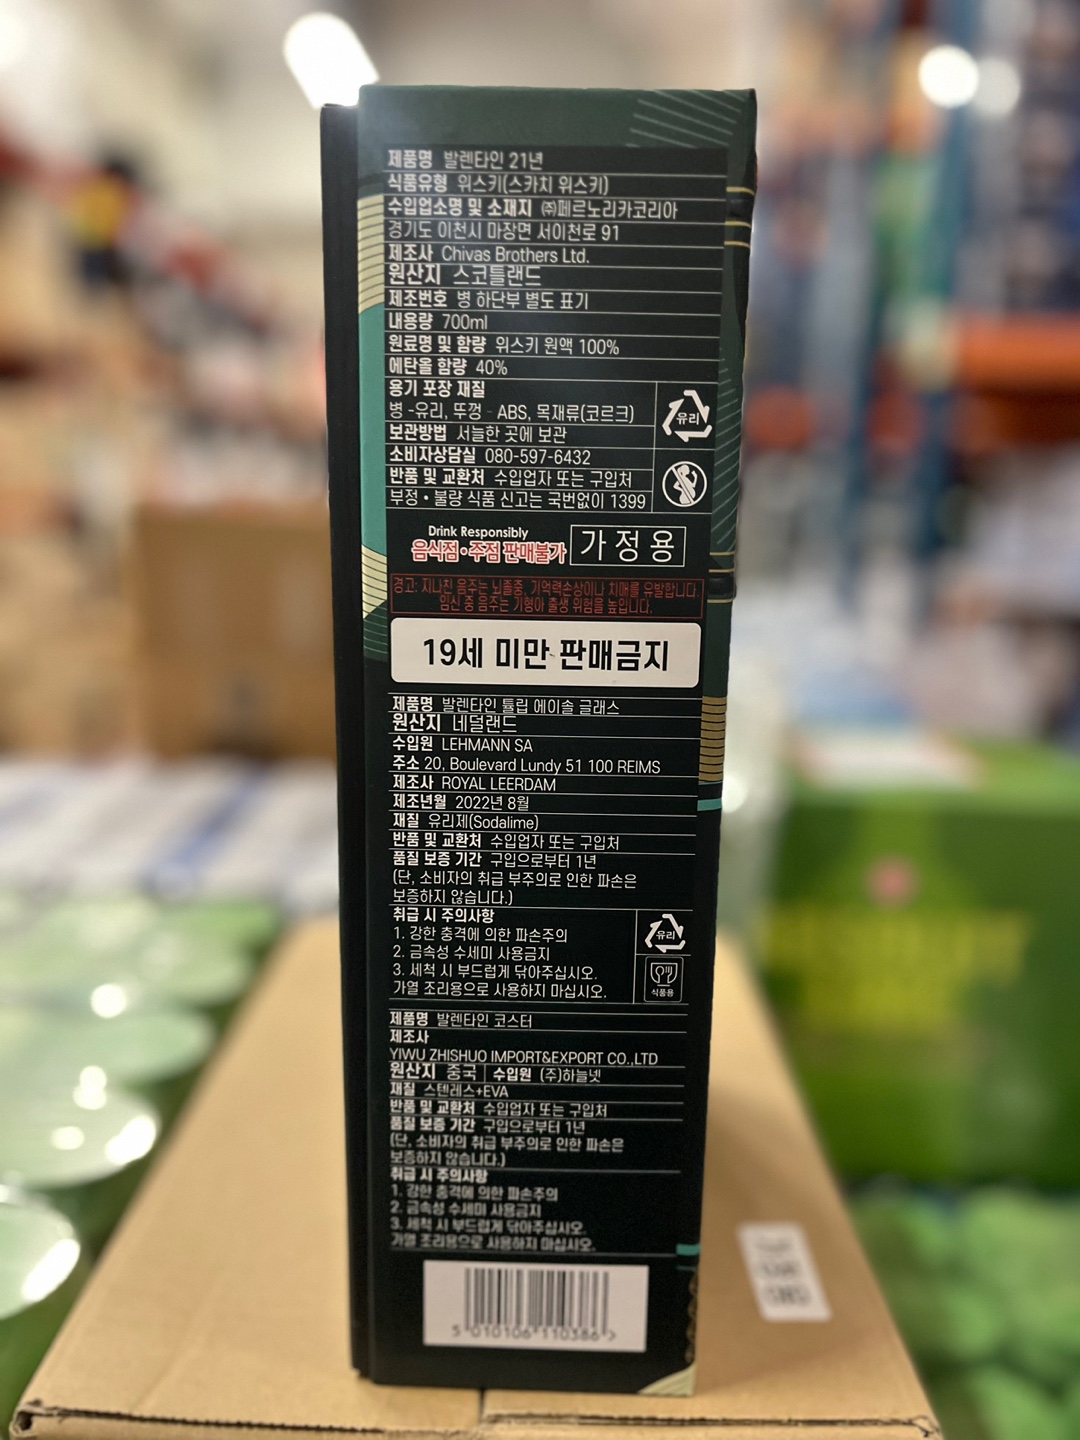 제품명 발렌타인 21년
식품유형 위스키(스카치 위스키)
수입업소명 및 소재지 ㈜페르노리카코리아
경기도 이천시 마장면 서이천로 91
제조사 Chivas Brothers Ltd.
원산지 스코틀랜드
제조번호 병 하단부 별도 표기
내용량 700ml
원료명 및 함량 위스키 원액 100%
에탄올 함량 40%
용기 포장 재질
병 -유리, 뚜껑 - ABS, 목재류(코르크)
유리
보관방법 서늘한 곳에 보관
소비자상담실 080-597-6432
반품 및 교환처 수입업자 또는 구입처
부정 • 불량 식품 신고는 국번없이 1399
Drink Responsibly
음식점•주점 판매불가
가정용
경고: 지나친 음주는 뇌졸중, 기억력손상이나 치매를 유발합니다.
임신 중 음주는 기형아 출생 위험을 높입니다.
19세 미만 판매금지
제품명 발렌타인 튤립 에이솔 글래스
원산지 네덜랜드
수입원 LEHMANN SA
주소 20, Boulevard Lundy 51 100 REIMS
제조사 ROYAL LEERDAM
제조년월 2022년 8월
재질 유리제(Sodalime)
반품 및 교환처 수입업자 또는 구입처
품질 보증 기간 구입으로부터 1년
(단, 소비자의 취급 부주의로 인한 파손은
보증하지 않습니다.)
취급 시 주의사항
1. 강한 충격에 의한 파손주의
2. 금속성 수세미 사용금지
3. 세척 시 부드럽게 닦아주십시오.
가열 조리용으로 사용하지 마십시오.
유리
식품용
제품명 발렌타인 코스터
제조사
YIWU ZHISHUO IMPORT&EXPORT CO.,LTD
원산지 중국 수입원 (주)하늘넷
재질 스텐레스+EVA
반품 및 교환처 수입업자 또는 구입처
품질 보증 기간 구입으로부터 1년
(단, 소비자의 취급 부주의로 인한 파손은
보증하지 않습니다.)
취급 시 주의사항
1. 강한 충격에 의한 파손주의
2. 금속성 수세미 사용금지
3. 세척 시 부드럽게 닦아주십시오.
가열 조리용으로 사용하지 마십시오.
5 010106 110386 >